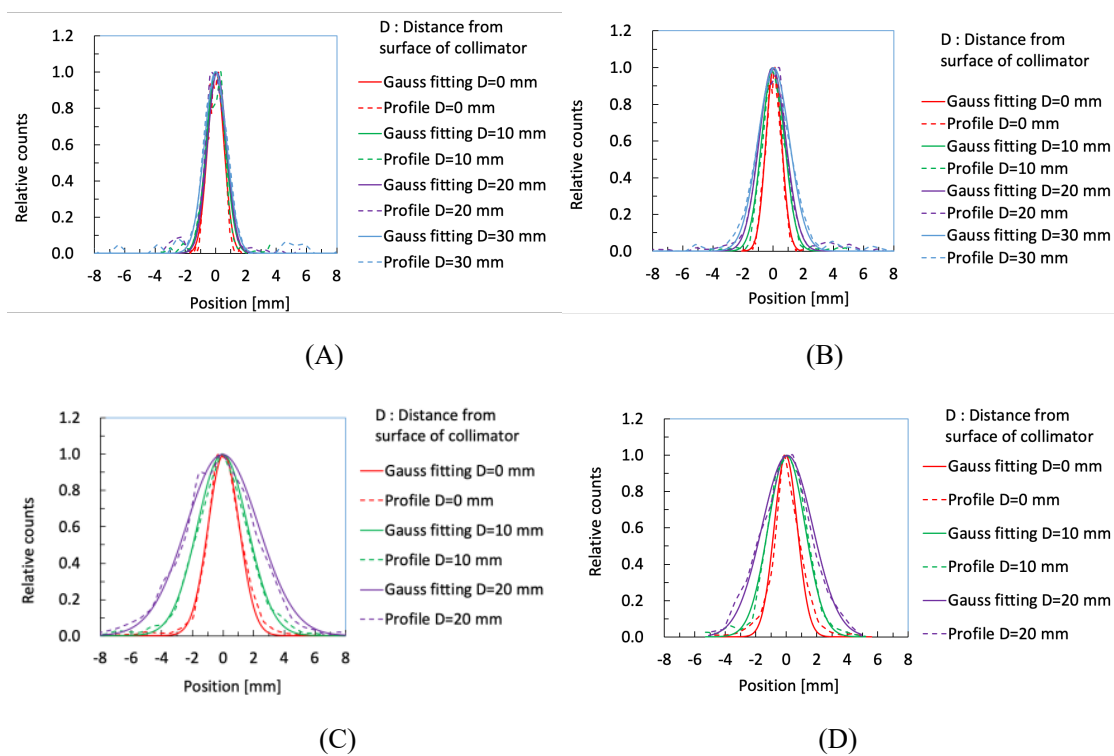 D : Distance from
surface of collimator
1.2
1.0
0.8
0.6
0.4
0.2
0.0
Relative counts
-8 -6 -4 -2 0 2 4 6 8
Position [mm]
Gauss fitting D=0 mm
Profile D=0 mm
Gauss fitting D=10 mm
Profile D=10 mm
Gauss fitting D=20 mm
Profile D=20 mm
Gauss fitting D=30 mm
Profile D=30 mm
(A)
D : Distance from
surface of collimator
1.2
1.0
0.8
0.6
0.4
0.2
0.0
Relative counts
-8 -6 -4 -2 0 2 4 6 8
Position [mm]
Gauss fitting D=0 mm
Profile D=0 mm
Gauss fitting D=10 mm
Profile D=10 mm
Gauss fitting D=20 mm
Profile D=20 mm
Gauss fitting D=30 mm
Profile D=30 mm
(B)
D : Distance from
surface of collimator
1.2
1.0
0.8
0.6
0.4
0.2
0.0
Relative counts
-8 -6 -4 -2 0 2 4 6 8
Position [mm]
Gauss fitting D=0 mm
Profile D=0 mm
Gauss fitting D=10 mm
Profile D=10 mm
Gauss fitting D=20 mm
Profile D=20 mm
(C)
D : Distance from
surface of collimator
1.2
1.0
0.8
0.6
0.4
0.2
0.0
Relative counts
-8 -6 -4 -2 0 2 4 6 8
Position [mm]
Gauss fitting D=0 mm
Profile D=0 mm
Gauss fitting D=10 mm
Profile D=10 mm
Gauss fitting D=20 mm
Profile D=20 mm
(D)